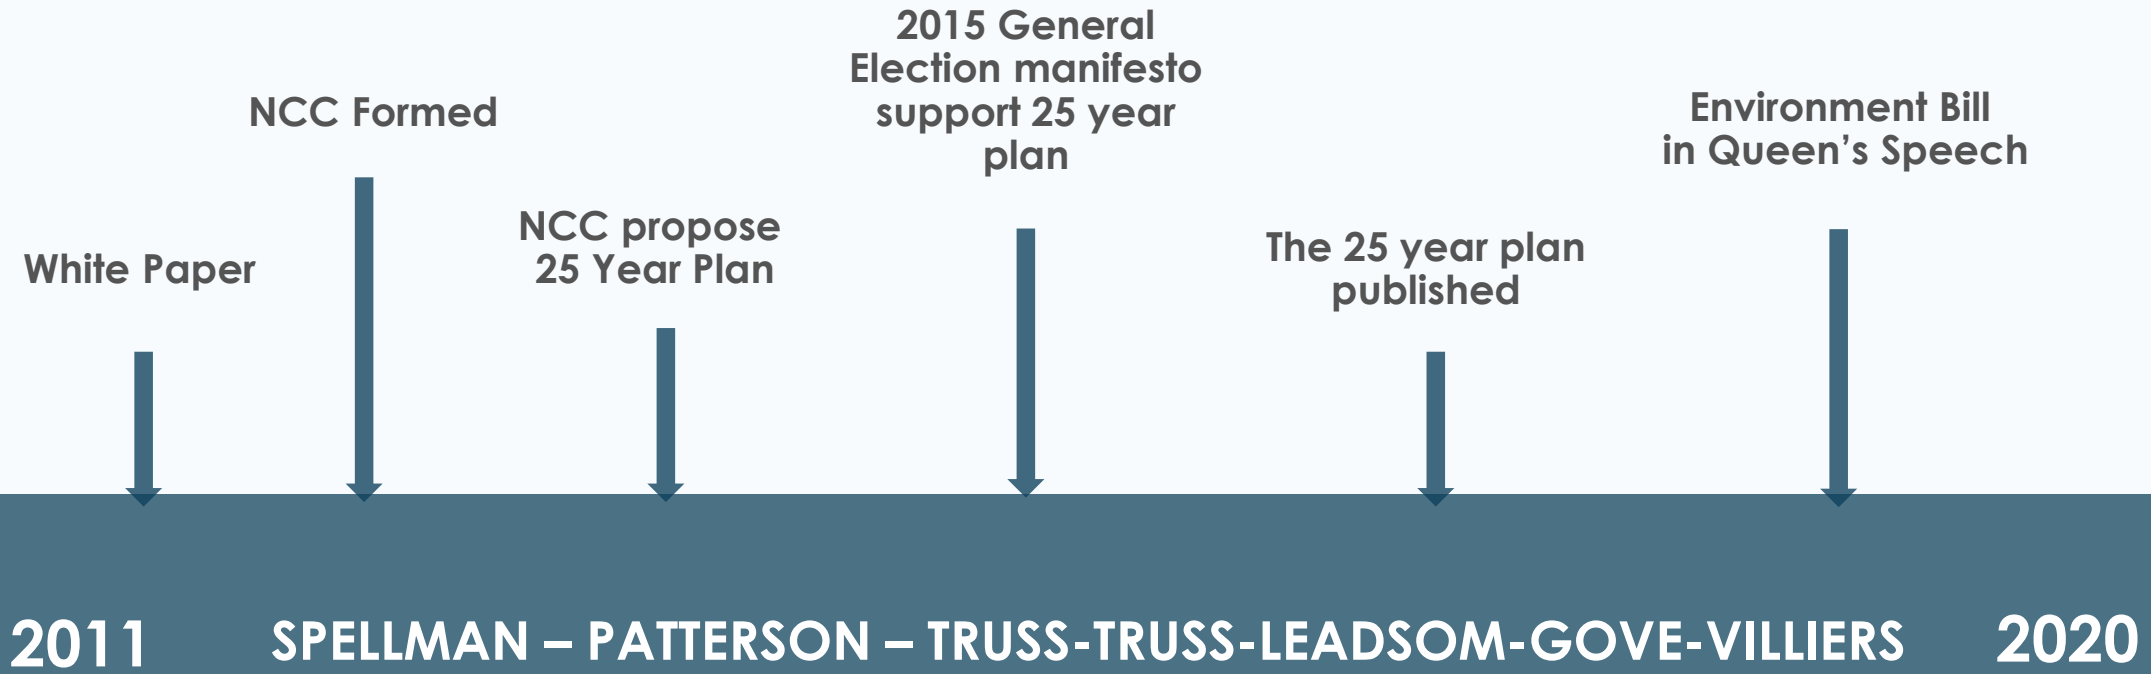 White Paper
NCC Formed
NCC propose
25 Year Plan
2015 General
Election manifesto
support 25 year
plan
The 25 year plan
published
Environment Bill
in Queen’s Speech
2011
SPELLMAN – PATTERSON – TRUSS-TRUSS-LEADSOM-GOVE-VILLIERS
2020